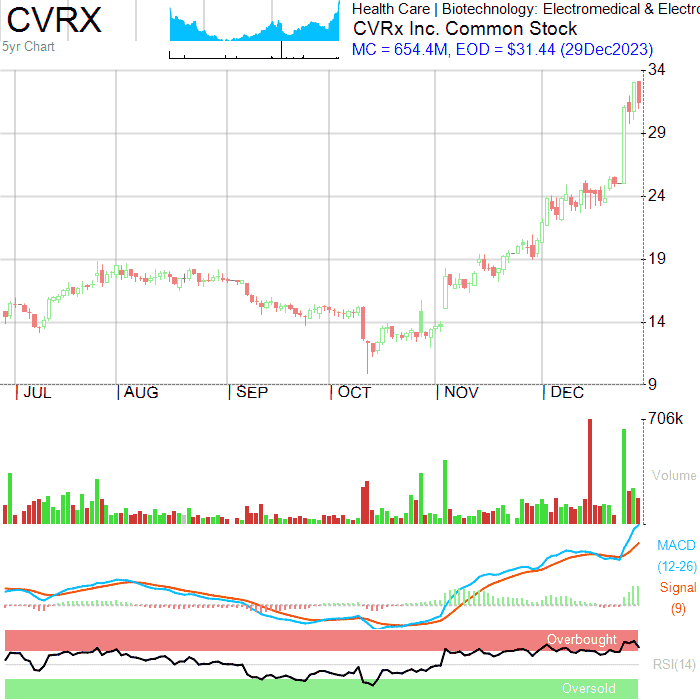 CVRX
5yr Chart
Health Care | Biotechnology: Electromedical & Electro
CVRx Inc. Common Stock
MC = 654.4M, EOD = $31.44 (29Dec2023)
34
29
24
19
14
9
JUL AUG SEP OCT NOV DEC
706k
Volume
MACD
(12-26)
Signal
(9)
Overbought
RSI(14)
Oversold